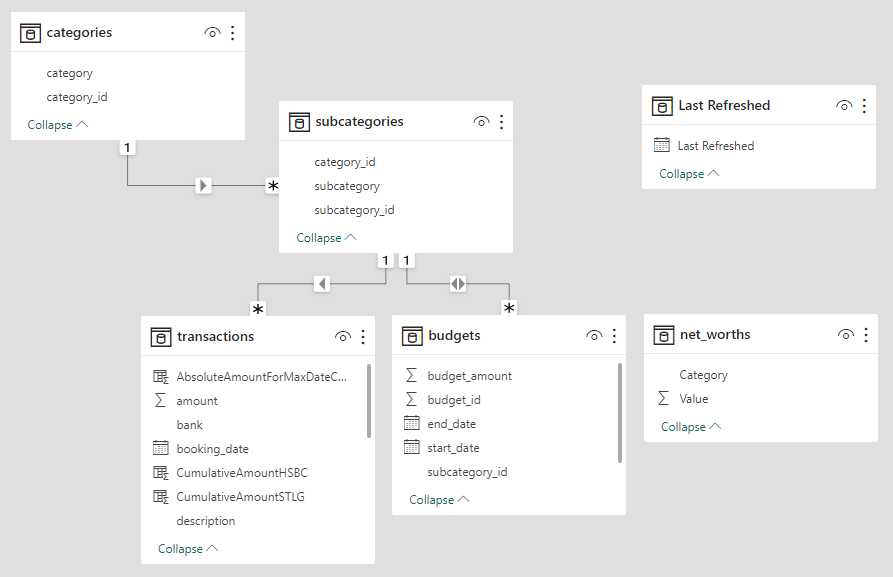 categories
category
category_id
Collapse
1
*
subcategories
category_id
subcategory
subcategory_id
Collapse
1
1
*
*
Last Refreshed
Last Refreshed
Collapse
transactions
AbsoluteAmountForMaxDateC...
amount
bank
booking_date
CumulativeAmountHSBC
CumulativeAmountSTLG
description
Collapse
budgets
budget_amount
budget_id
end_date
start_date
subcategory_id
Collapse
net_worths
Category
Value
Collapse